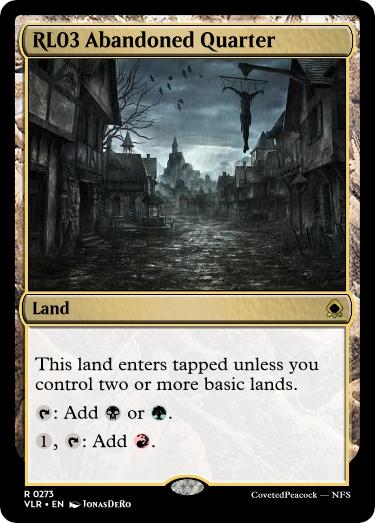 RL03 Abandoned Quarter
Land
This land enters tapped unless you
control two or more basic lands.
: Add or .
1, : Add .
R 0273
VLR • EN JonasDeRo
CovetedPeacock — NFS